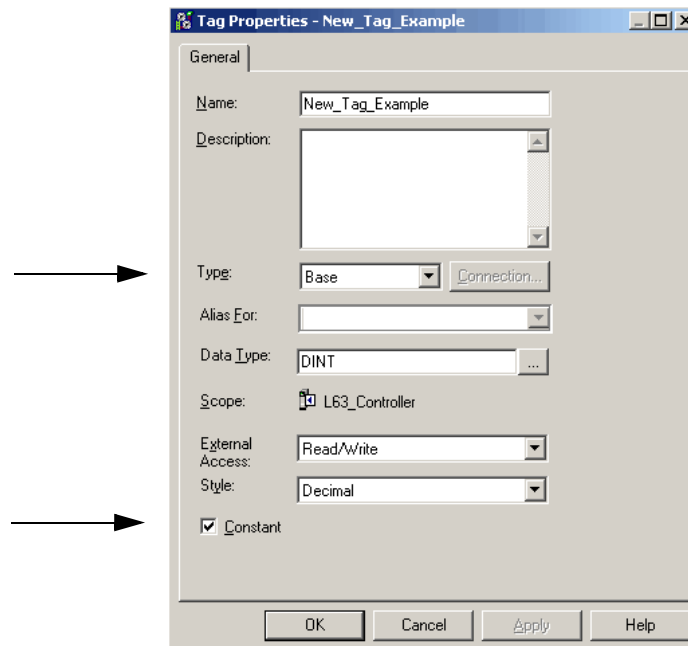 Tag Properties - New_Tag_Example
General
Name: New_Tag_Example
Description:
Type: Base Connection...
Alias For:
Data Type: DINT ...
Scope: L63_Controller
External
Access: Read/Write
Style: Decimal
Constant
OK Cancel Apply Help